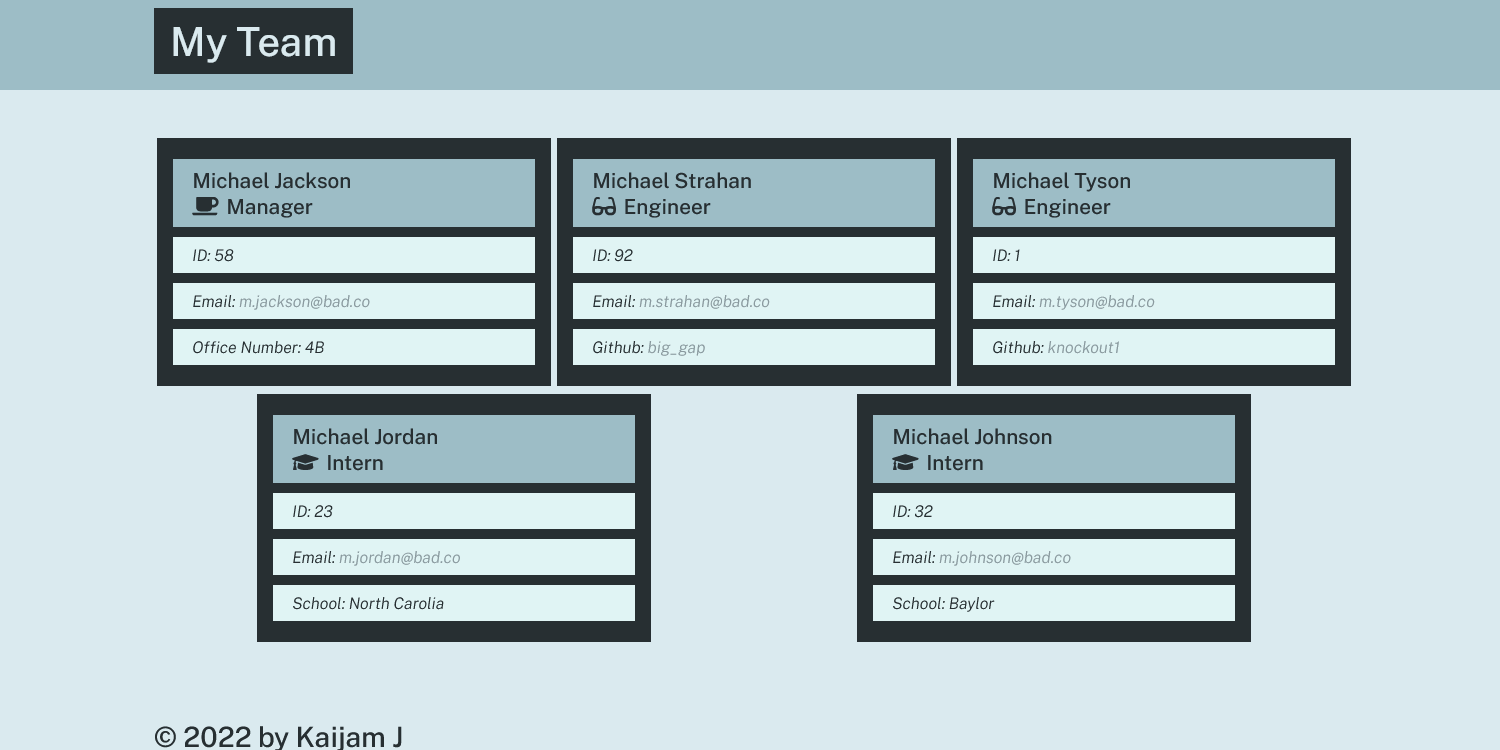 My Team
Michael Jackson
Manager
ID: 58
Email: m.jackson@bad.co
Office Number: 4B
Michael Strahan
Engineer
ID: 92
Email: m.strahan@bad.co
Github: big_gap
Michael Tyson
Engineer
ID: 1
Email: m.tyson@bad.co
Github: knockout1
Michael Jordan
Intern
ID: 23
Email: m.jordan@bad.co
School: North Carolia
Michael Johnson
Intern
ID: 32
Email: m.johnson@bad.co
School: Baylor
© 2022 by Kaijam J